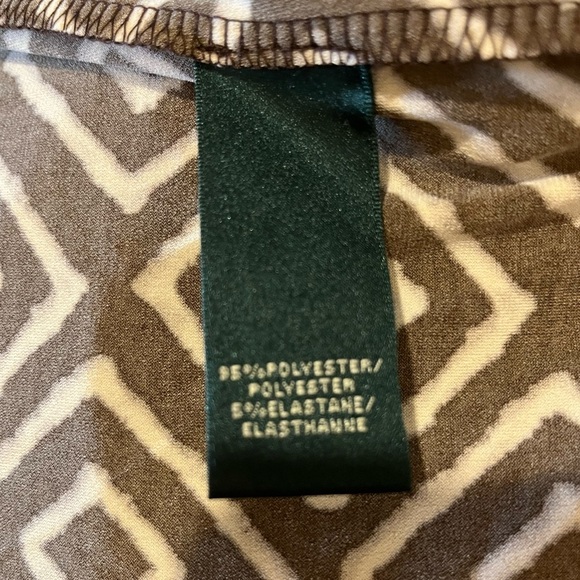 95%POLYESTER/
POLYESTER
5%ELASTANE/
ELASTHANNE